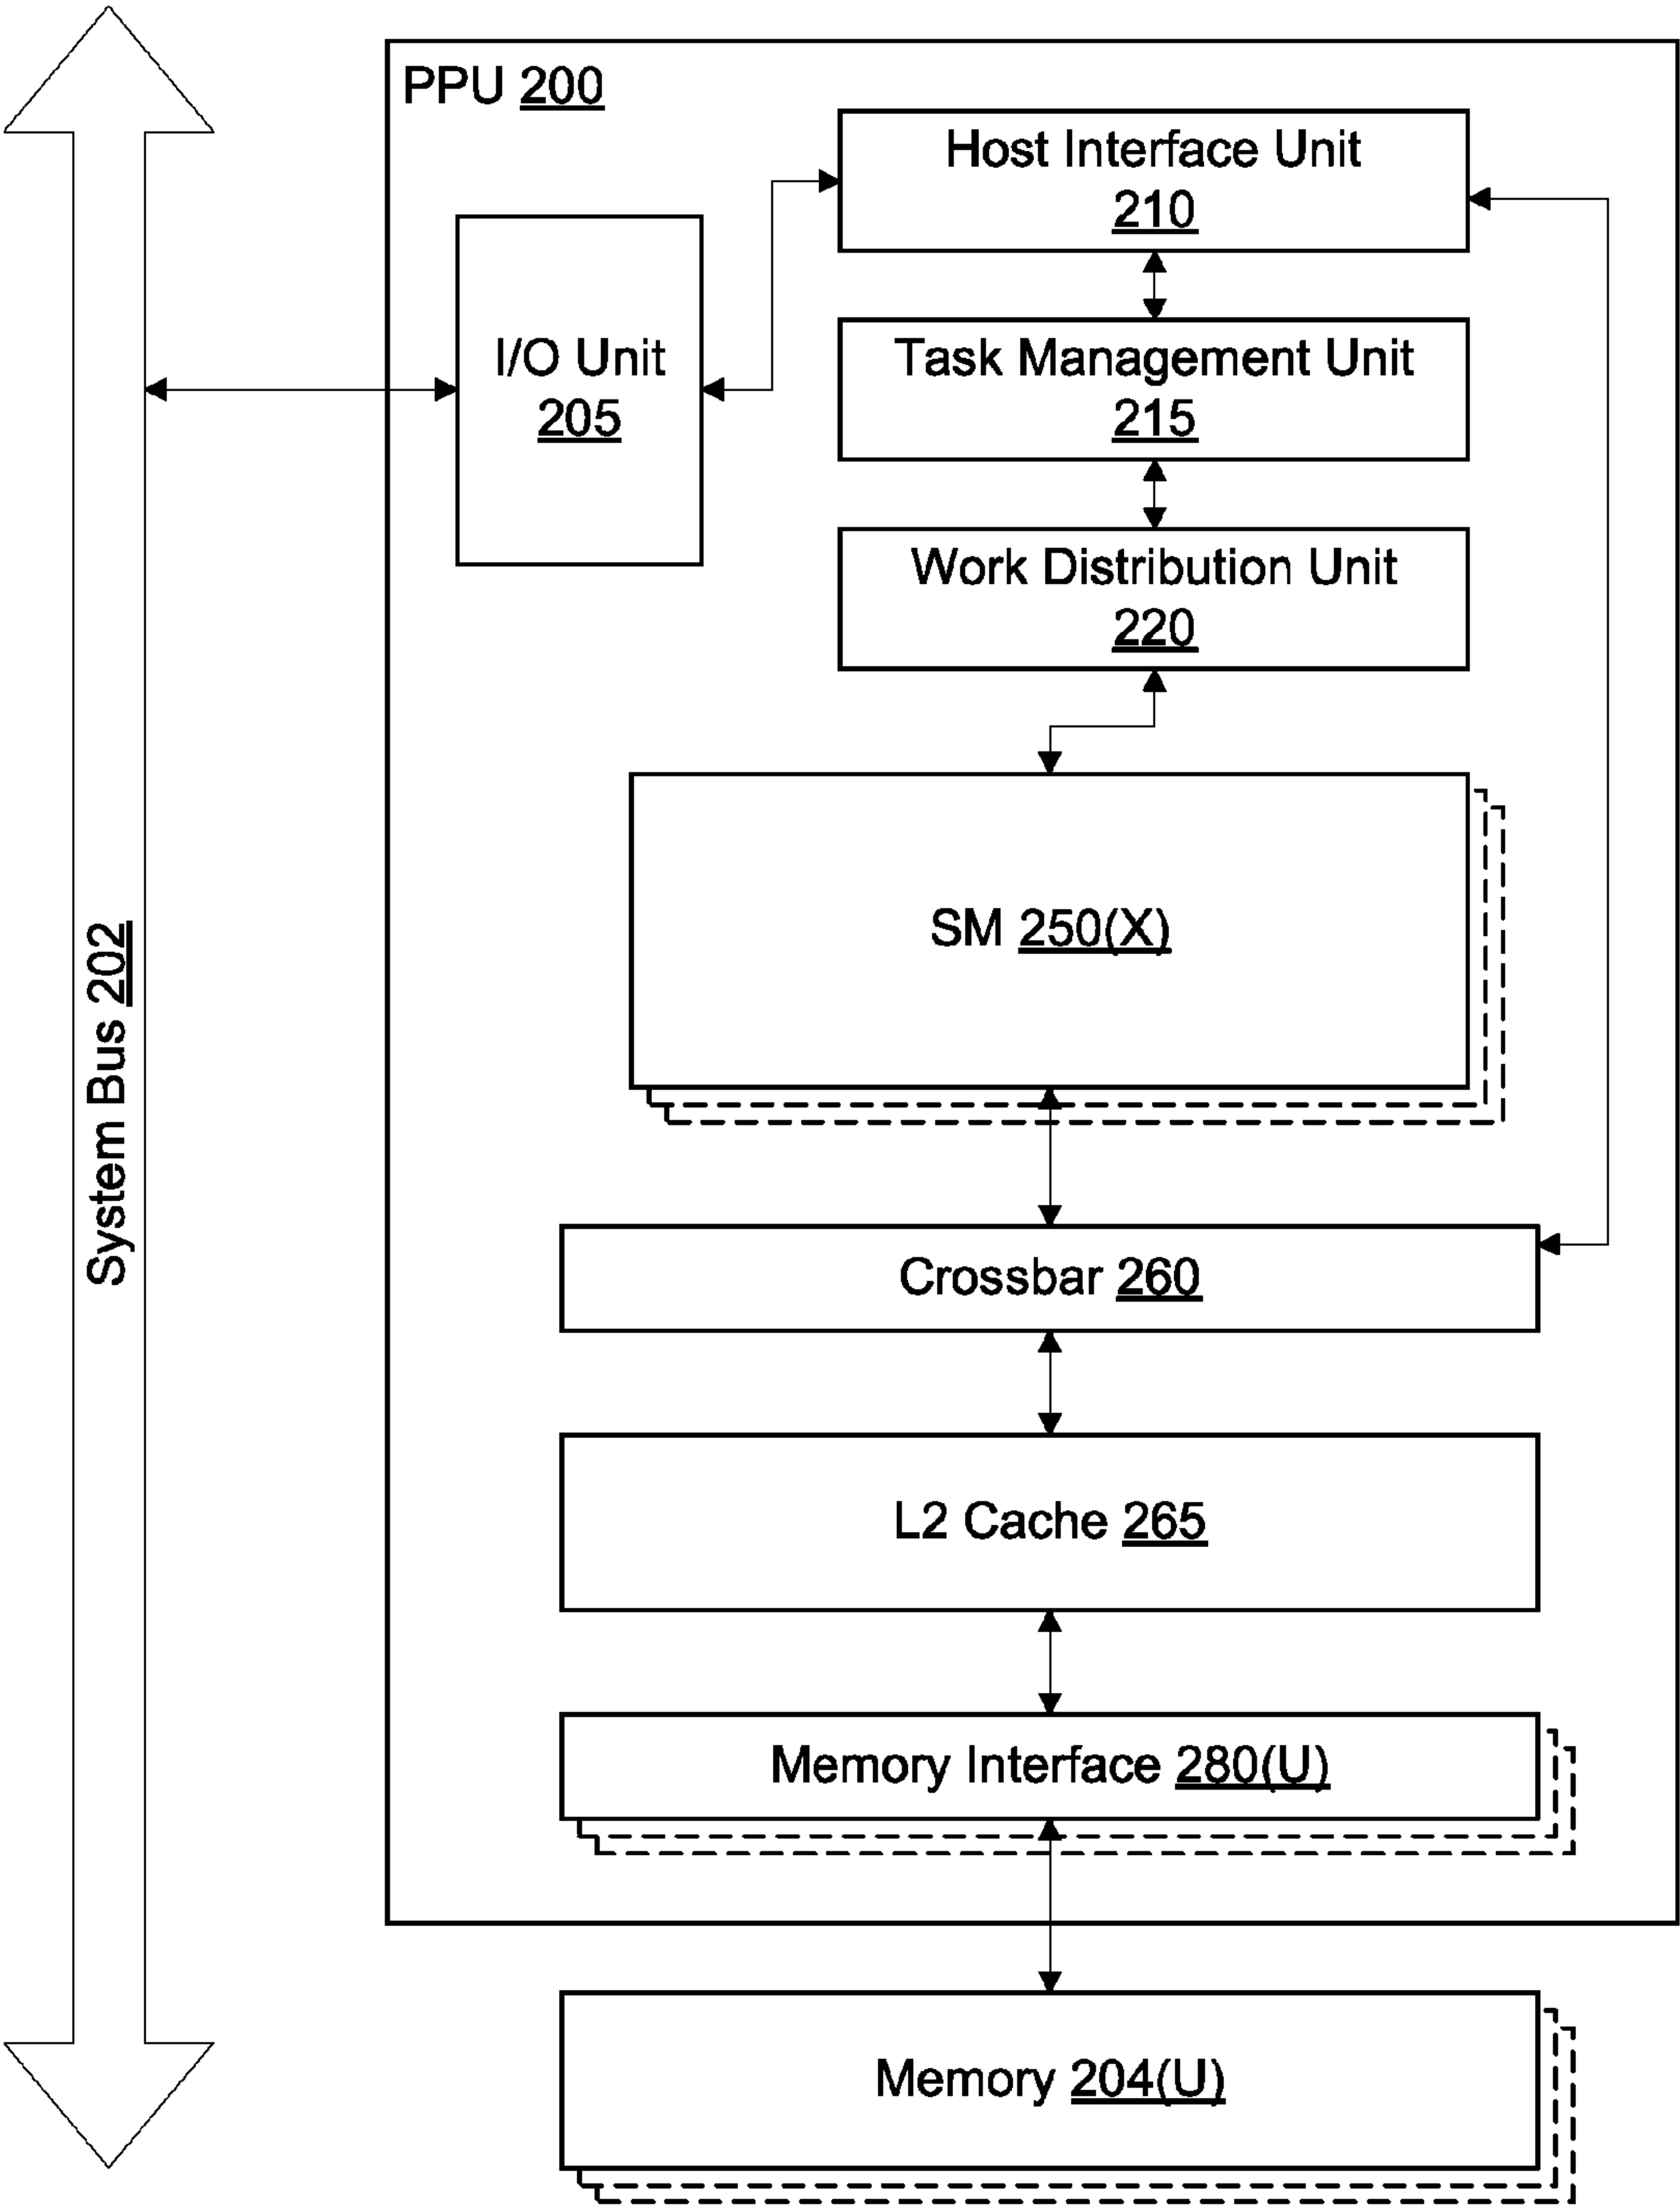 PPU 200
Host Interface Unit
210
I/O Unit
205
Task Management Unit
215
Work Distribution Unit
220
SM 250(X)
System Bus 202
Crossbar 260
L2 Cache 265
Memory Interface 280(U)
Memory 204(U)